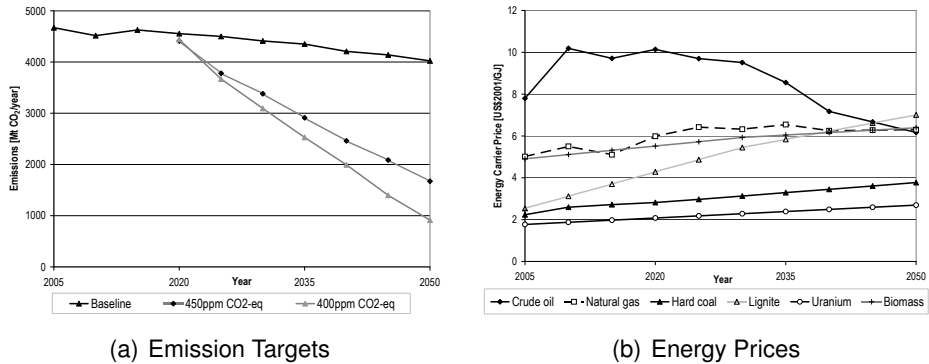 5000
4000
3000
2000
1000
0
Emissions [Mt CO2/year]
2005 2020 2035 2050
Year
Baseline 450ppm CO2-eq 400ppm CO2-eq
(a) Emission Targets
12
10
8
6
4
2
0
Energy Carrier Price [US$2001/GJ]
2005 2020 2035 2050
Year
Crude oil Natural gas Hard coal Lignite Uranium Biomass
(b) Energy Prices